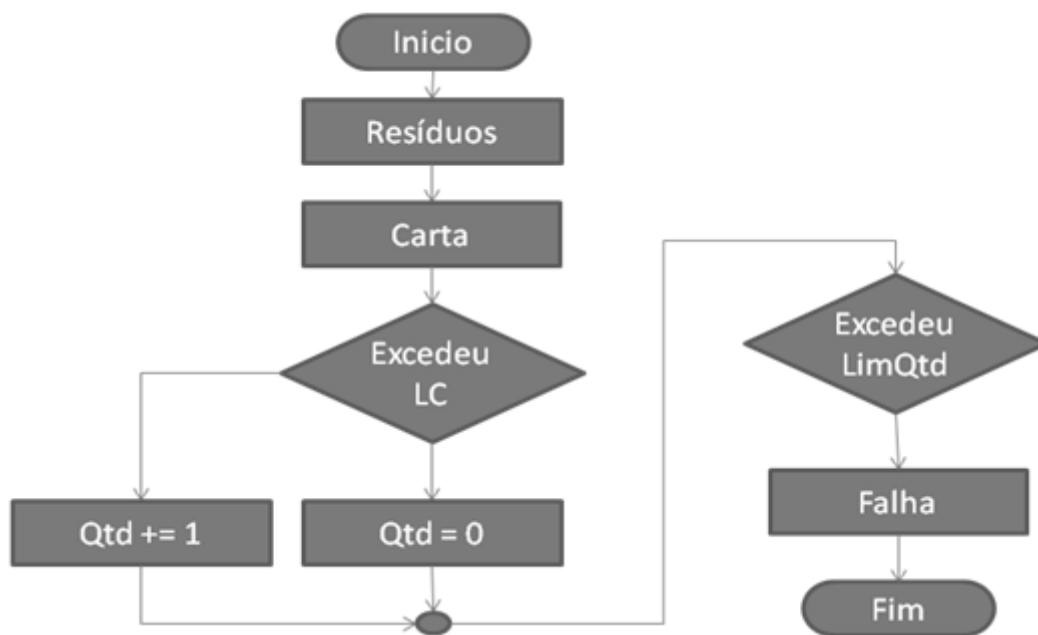 Inicio
Resíduos
Carta
Excedeu
LC
Qtd += 1
Qtd = 0
Excedeu
LimQtd
Falha
Fim